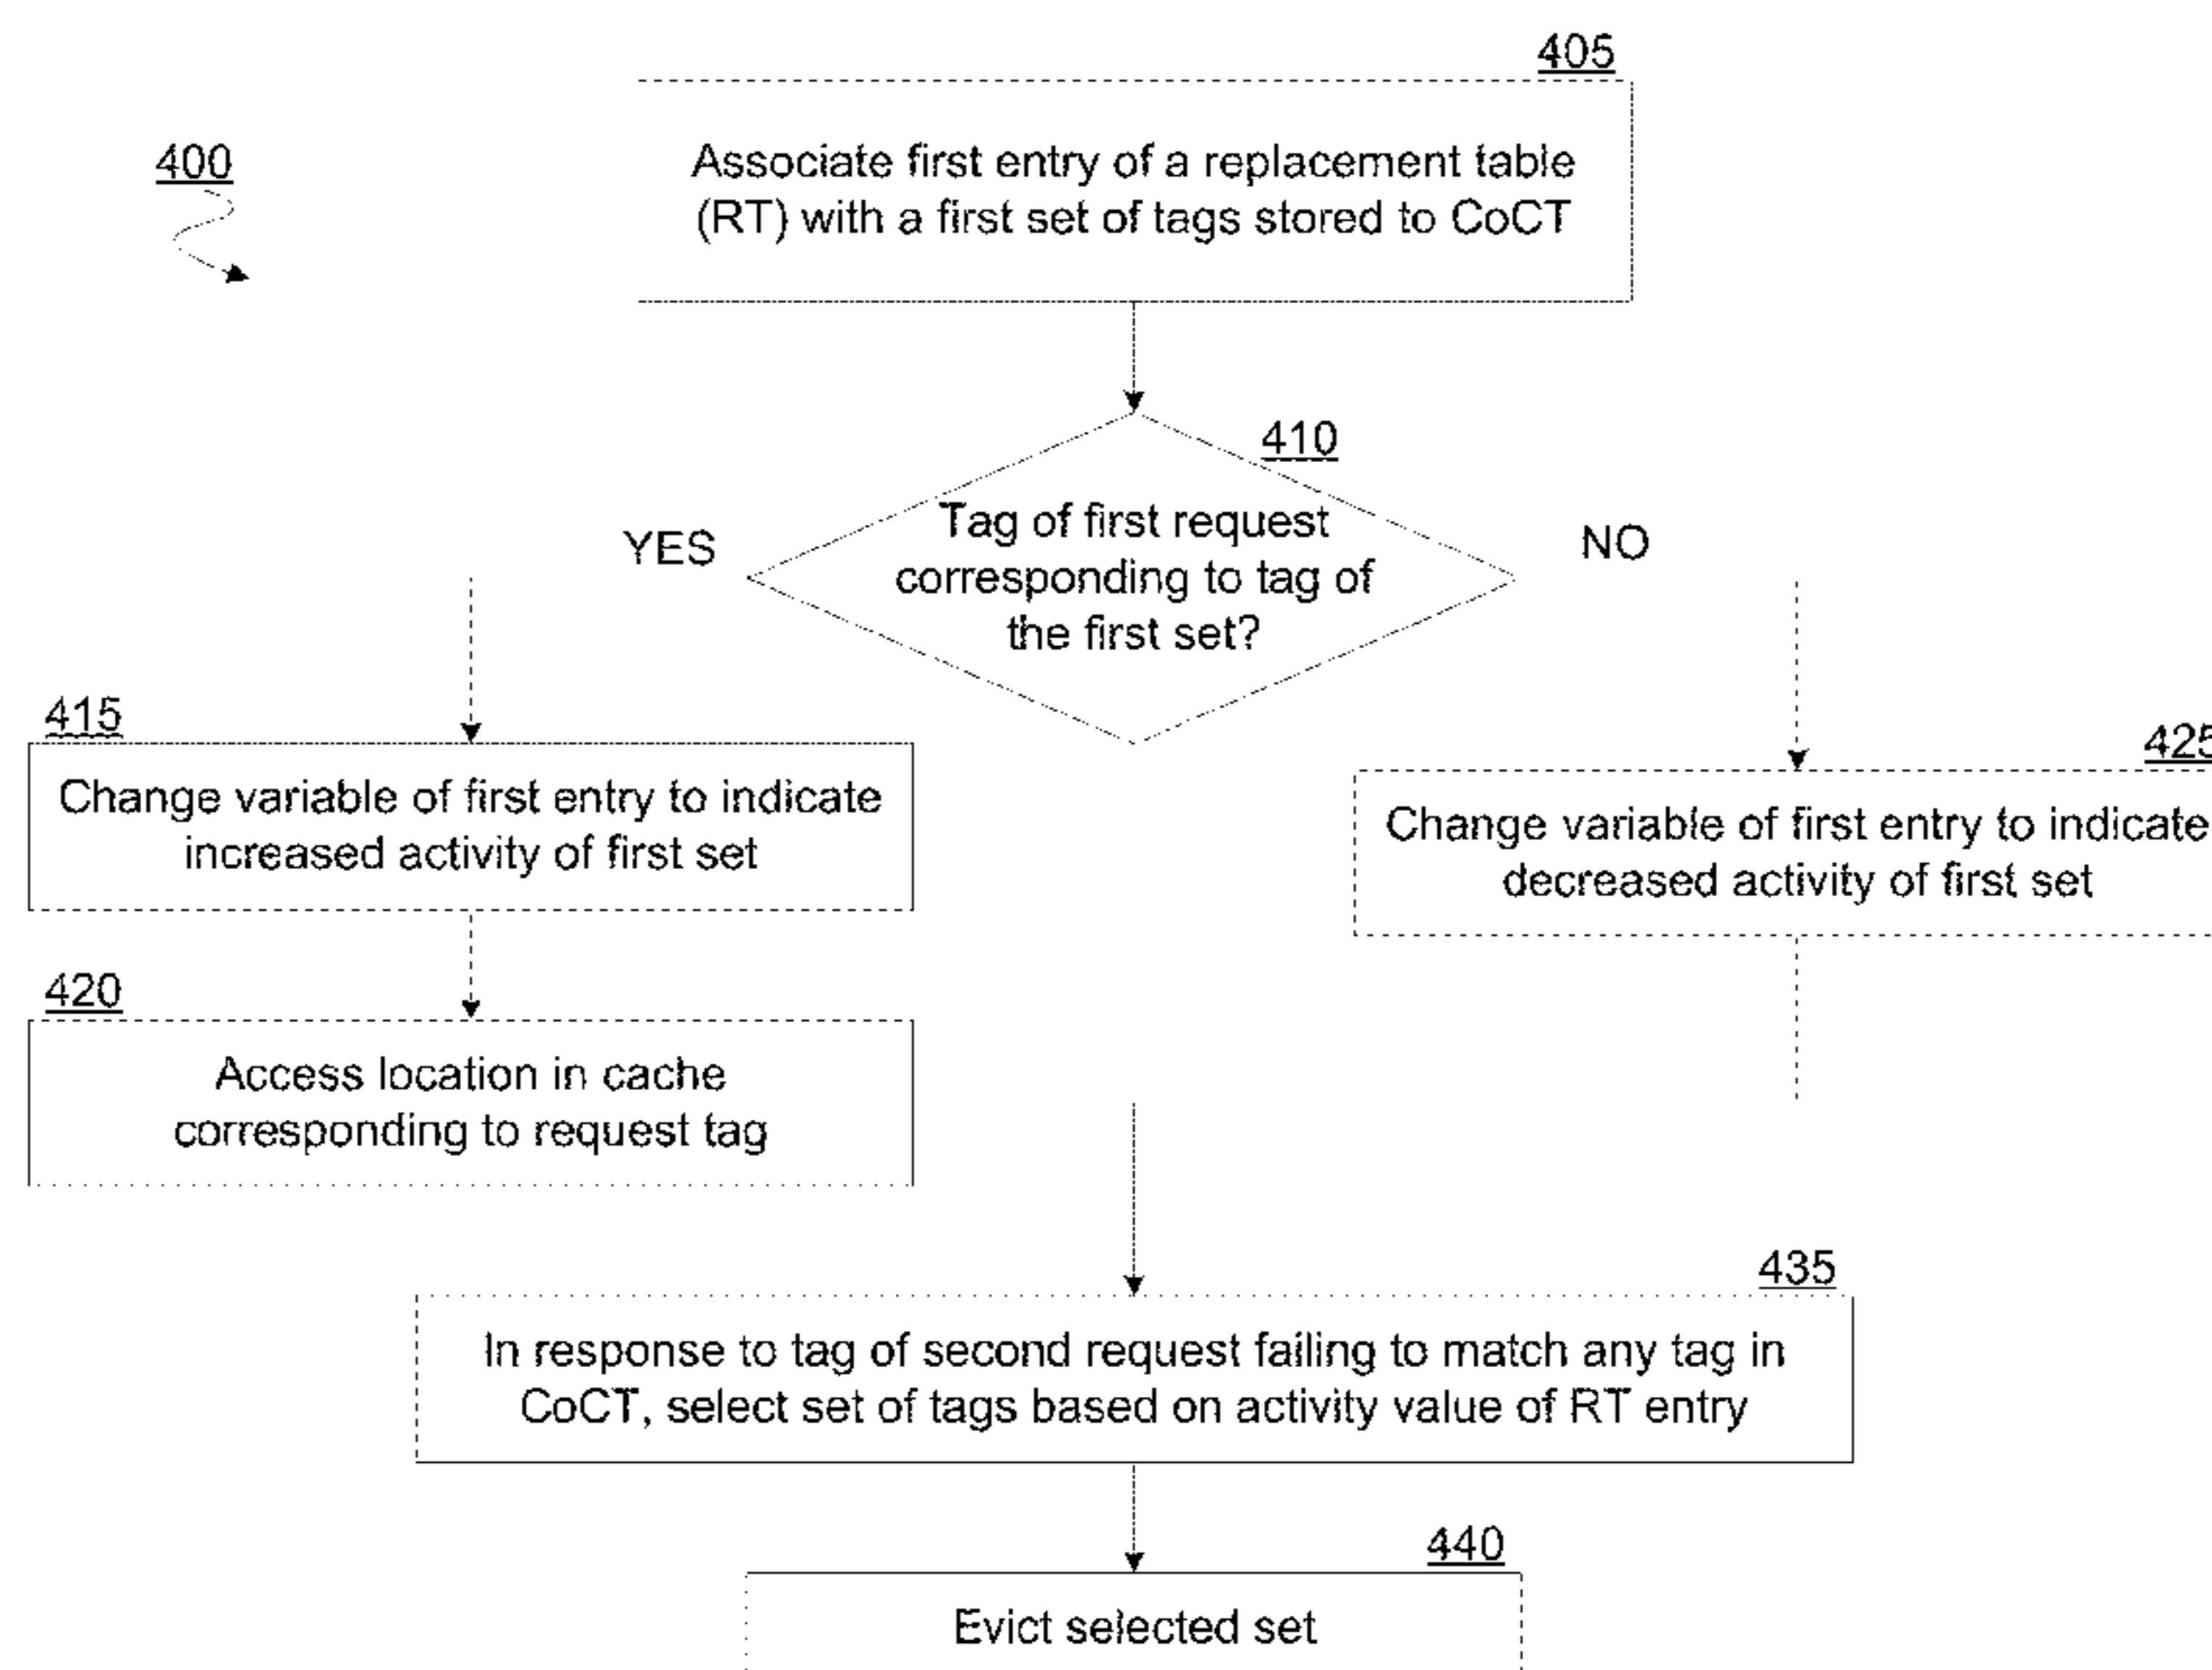 405
400
Associate first entry of a replacement table
(RT) with a first set of tags stored to CoCT
410
YES
Tag of first request
corresponding to tag of
the first set?
NO
415
Change variable of first entry to indicate
increased activity of first set
425
Change variable of first entry to indicate
decreased activity of first set
420
Access location in cache
corresponding to request tag
435
In response to tag of second request failing to match any tag in
CoCT, select set of tags based on activity value of RT entry
440
Evict selected set